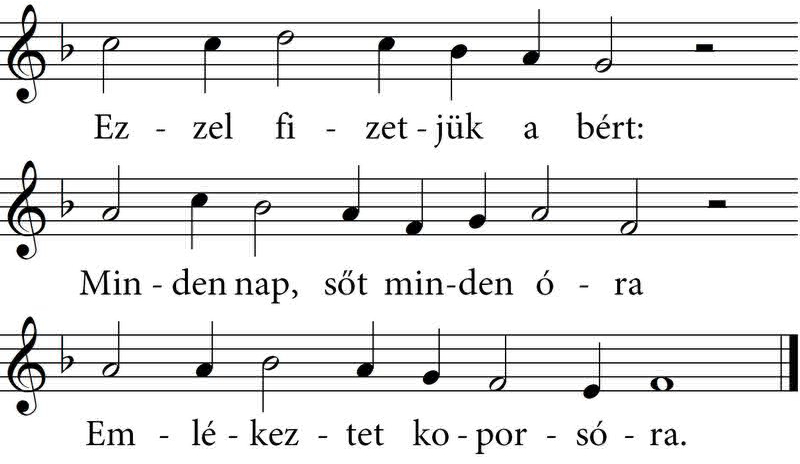 Ez - zel fi - zet - jük a bért:
Min - den nap, sőt min-den ó - ra
Em - lé - kez - tet ko - por - só - ra.